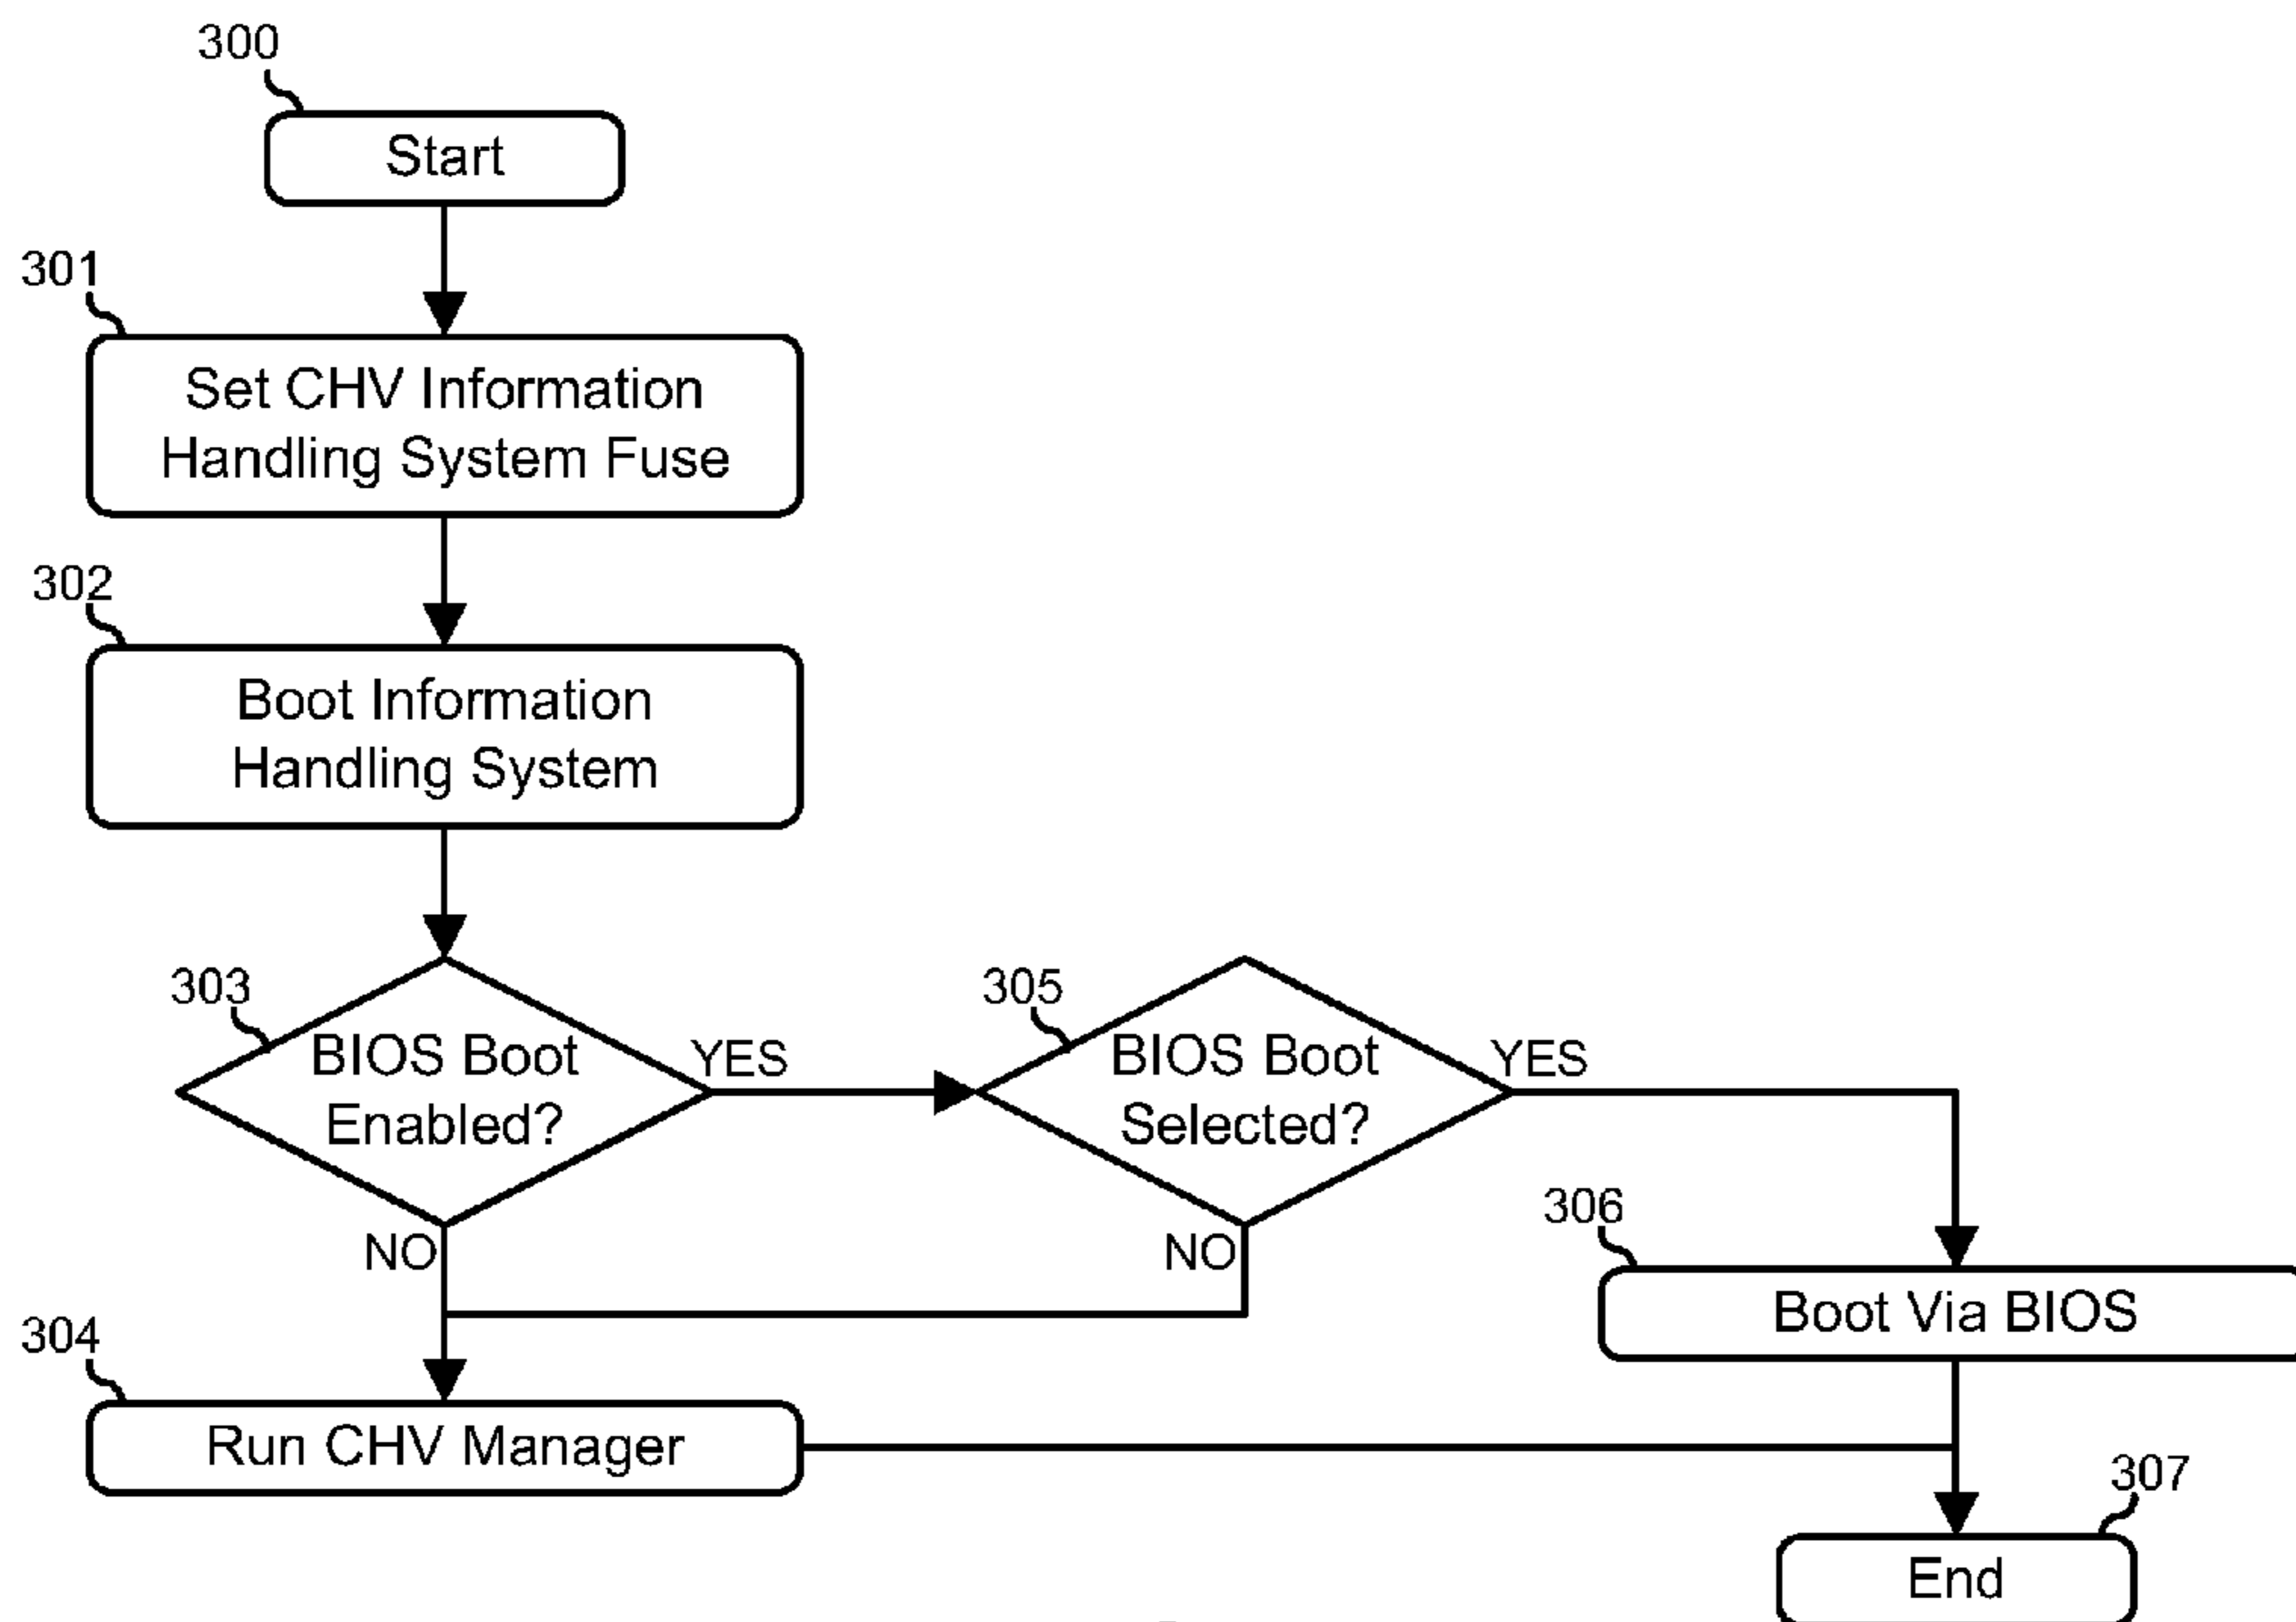 300
Start
301
Set CHV Information
Handling System Fuse
302
Boot Information
Handling System
303
BIOS Boot
Enabled?
YES
NO
305
BIOS Boot
Selected?
YES
NO
306
Boot Via BIOS
304
Run CHV Manager
307
End